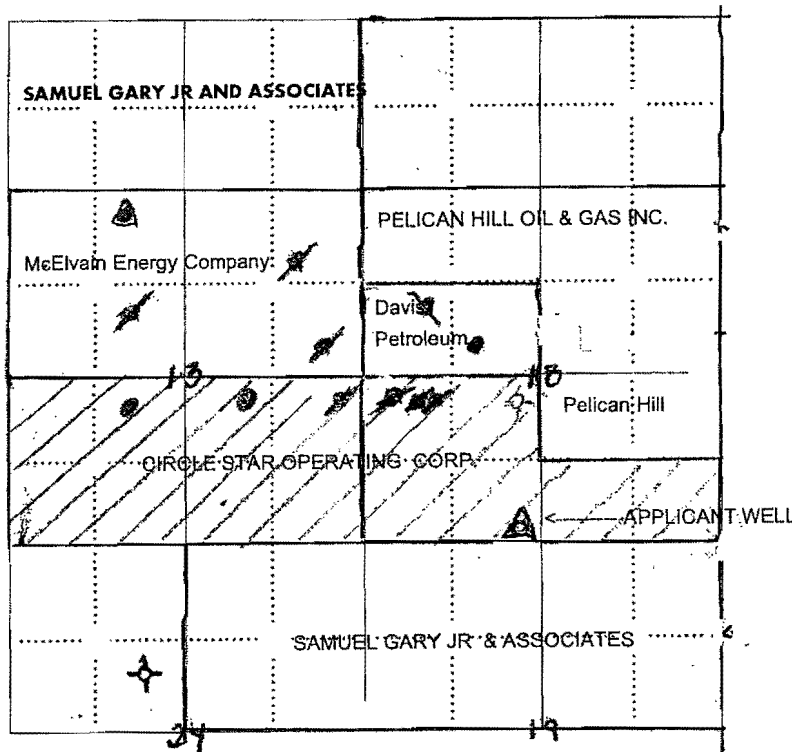 SAMUEL GARY JR AND ASSOCIATES
PELICAN HILL OIL & GAS INC.
McElvain Energy Company
Davis
Petroleum
13
18
Pelican Hill
CIRCLE STAR OPERATING CORP
APPLICANT WELL
SAMUEL GARY JR & ASSOCIATES
24
19